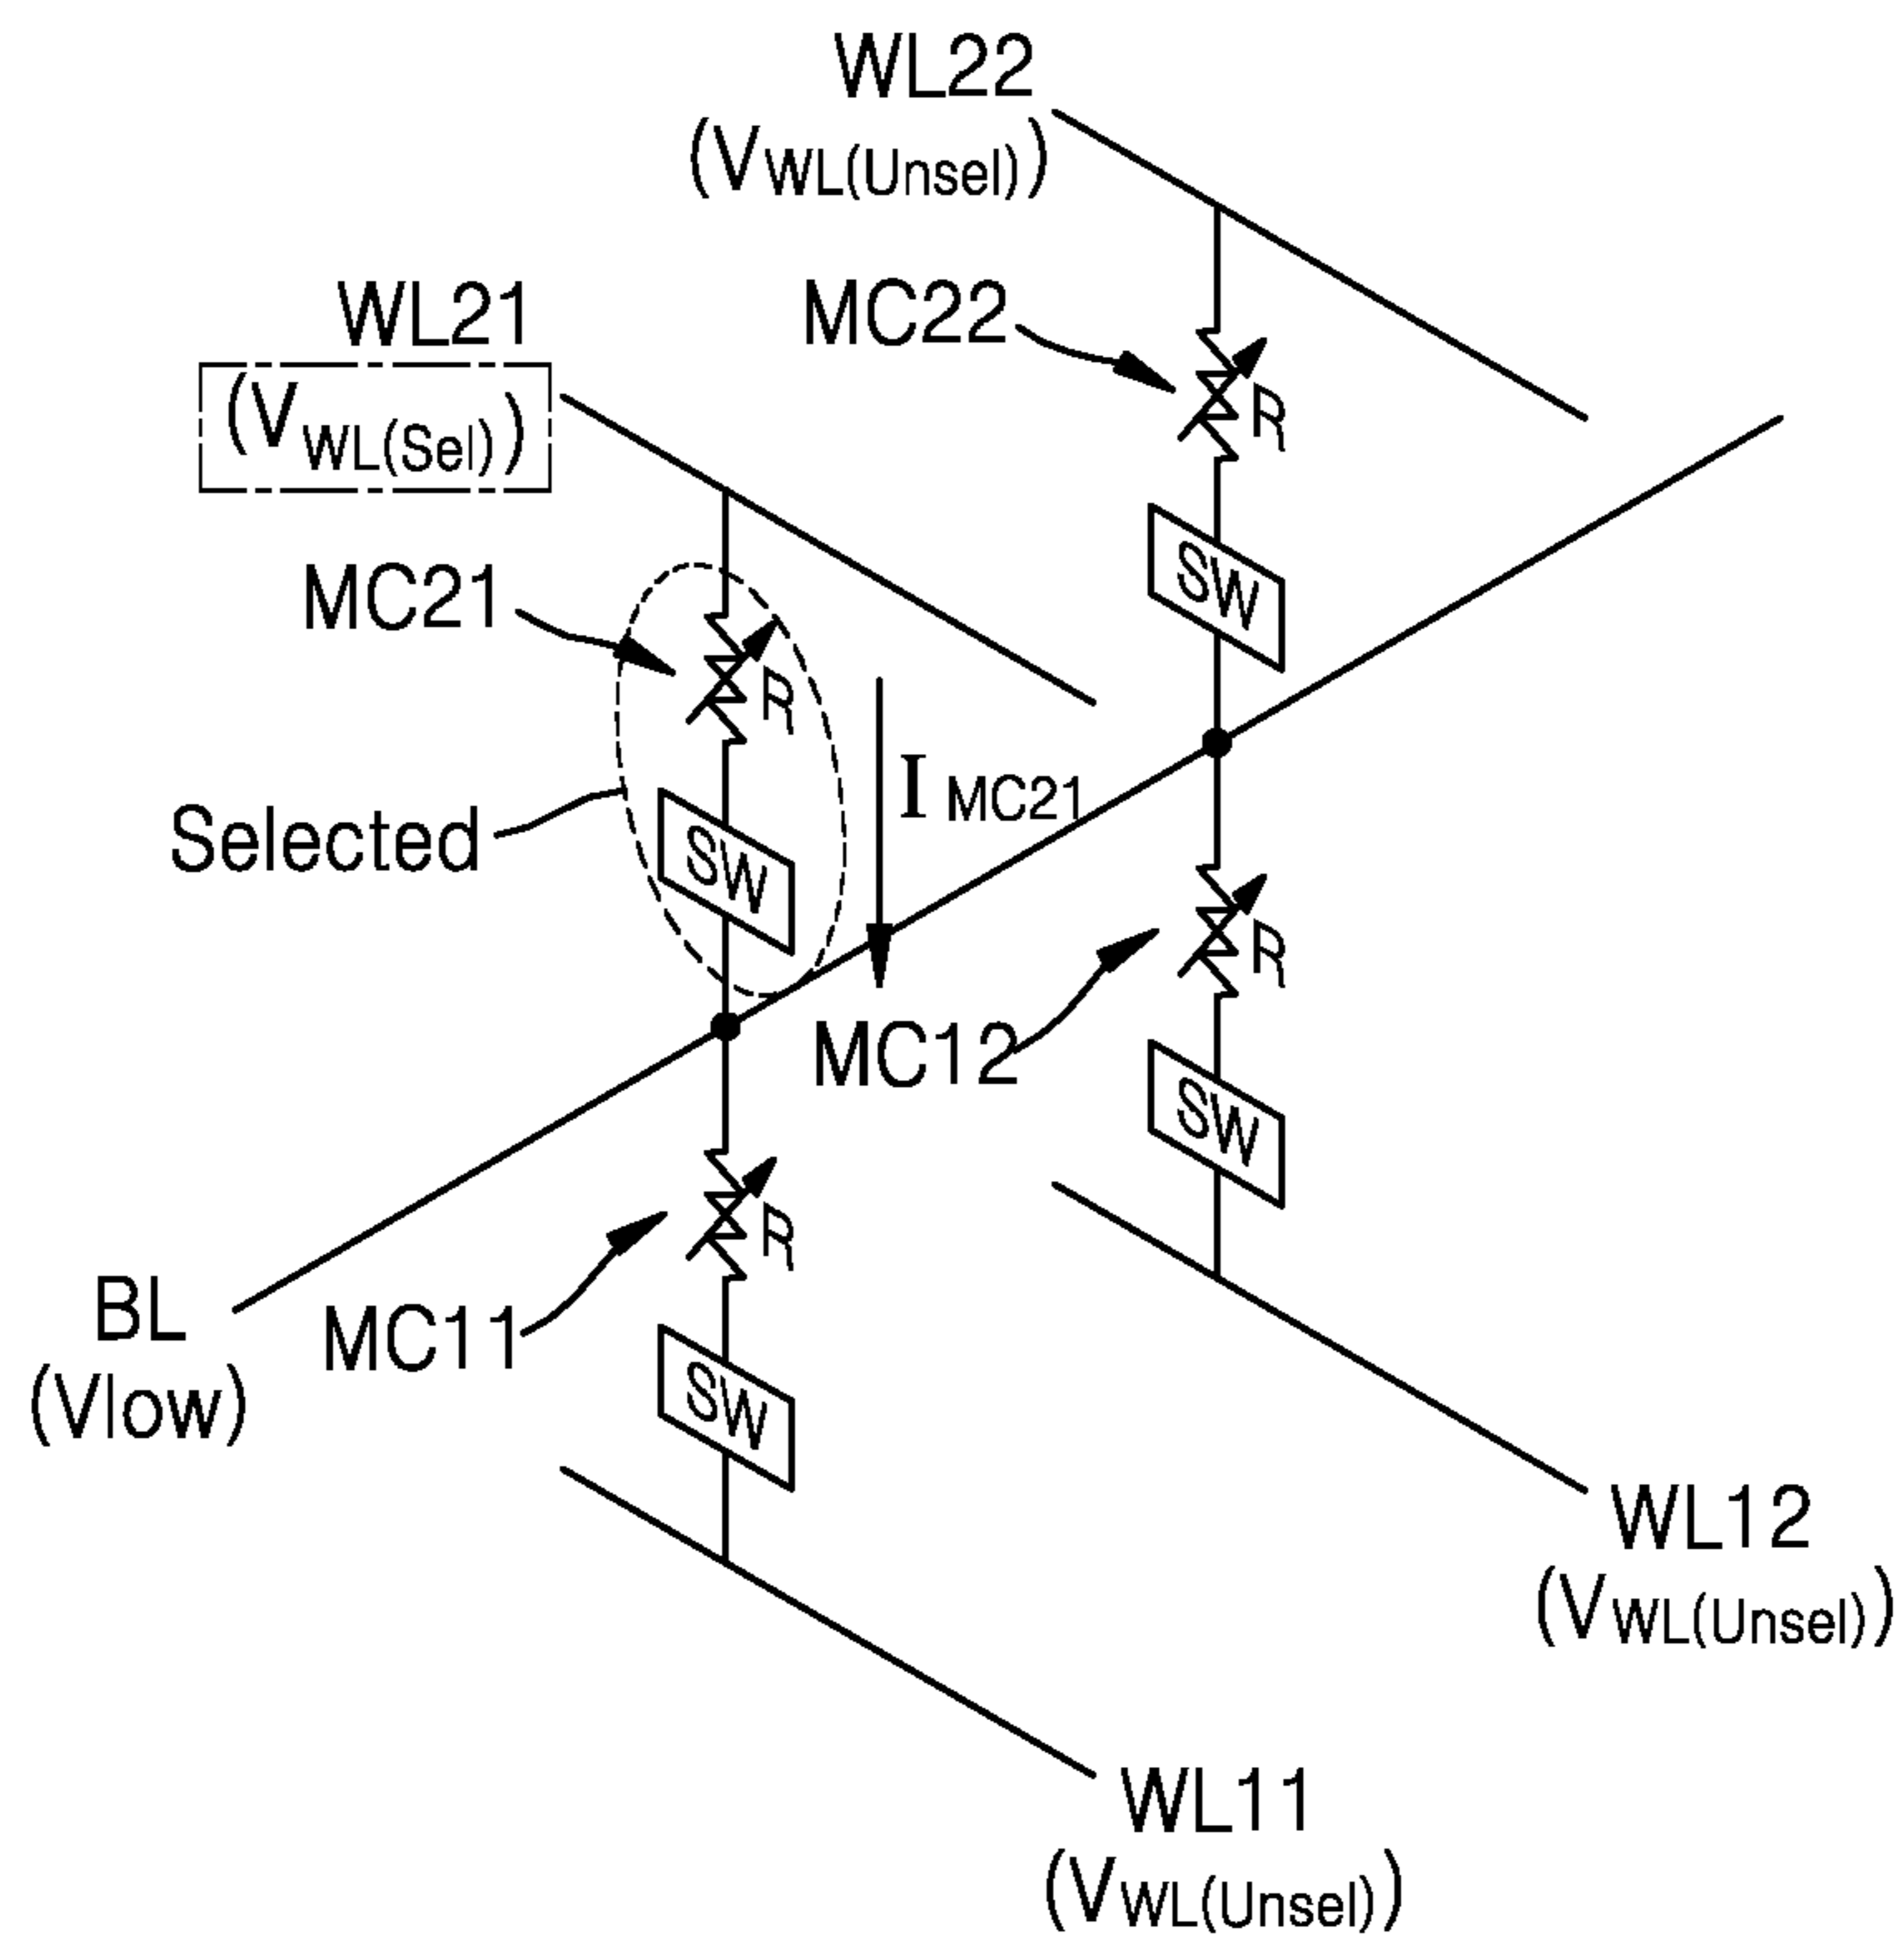 WL22
(VWL(Unsel))
WL21
(VWL(Sel))
MC22
R
SW
MC21
R
IMC21
Selected
SW
MC12
R
SW
MC11
R
SW
BL
(Vlow)
WL12
(VWL(Unsel))
WL11
(VWL(Unsel))